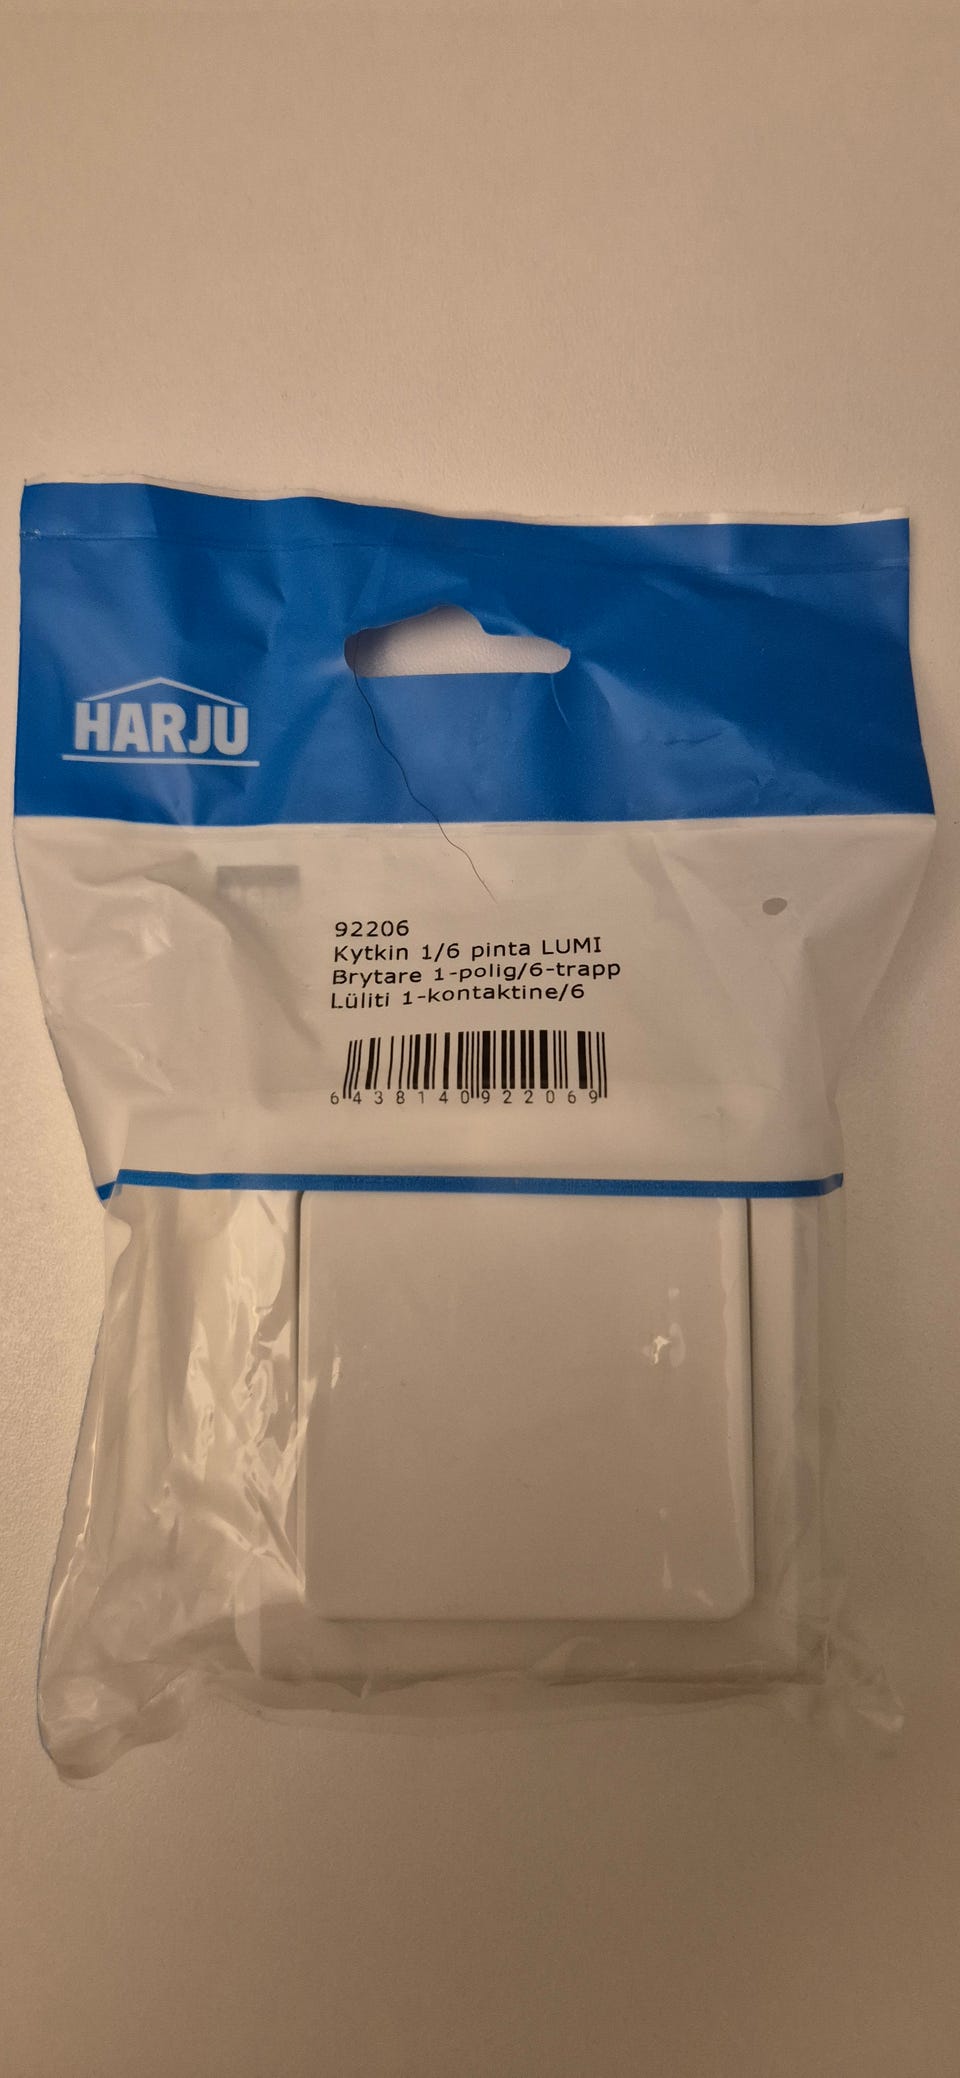 HARJU
92206
Kytkin 1/6 pinta LUMI
Brytare 1-polig/6-trapp
Lüliti 1-kontaktine/6
6438140922069